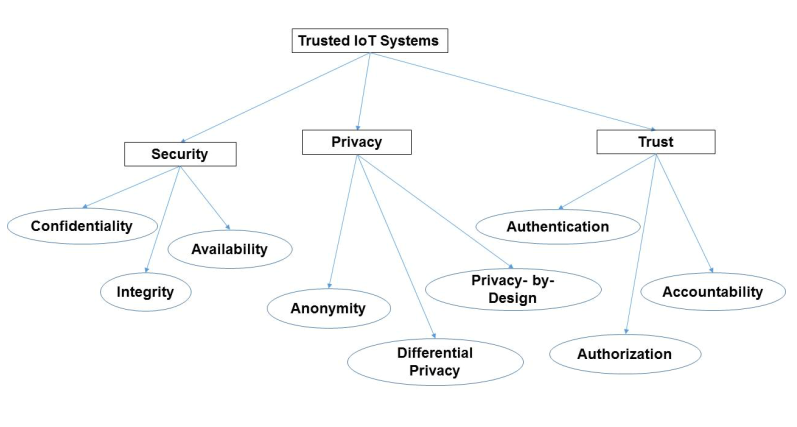 Trusted IoT Systems
Security
Privacy
Trust
Confidentiality
Availability
Integrity
Anonymity
Privacy- by-
Design
Differential
Privacy
Authentication
Accountability
Authorization